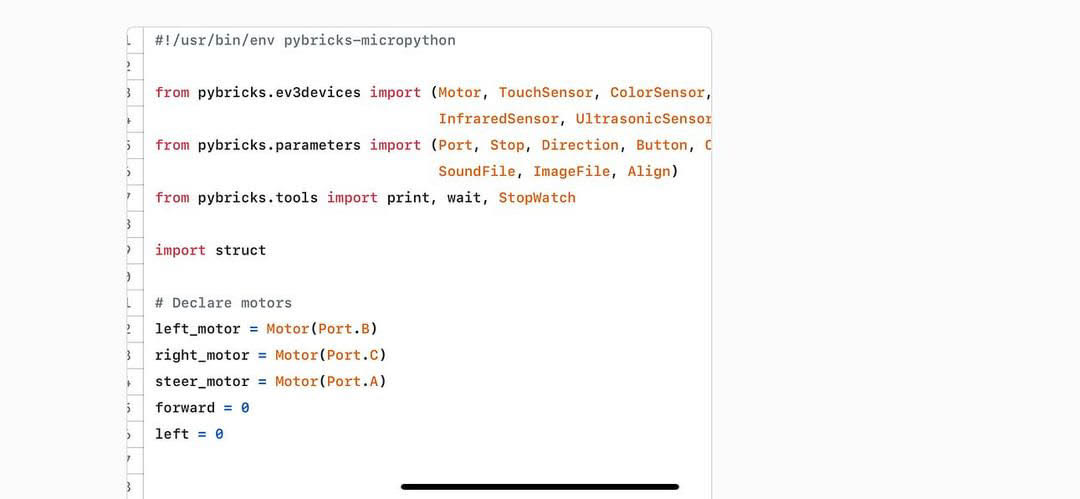 #!/usr/bin/env pybricks-micropython
from pybricks.ev3devices import (Motor, TouchSensor, ColorSensor,
InfraredSensor, UltrasonicSensor
from pybricks.parameters import (Port, Stop, Direction, Button,
SoundFile, ImageFile, Align)
from pybricks.tools import print, wait, StopWatch
import struct
# Declare motors
left_motor = Motor(Port.B)
right_motor = Motor(Port.C)
steer_motor = Motor(Port.A)
forward = 0
left = 0